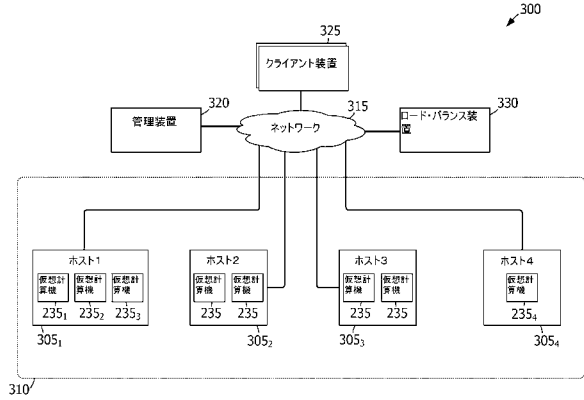 300
325
クライアント装置
320
管理装置
315
ネットワーク
330
ロード・バランス装
置
ホスト1
仮想計
算機
仮想計
算機
仮想計
算機
235₁
235₂
235₃
305₁
ホスト2
仮想計
算機
仮想計
算機
235
235
305₂
ホスト3
仮想計
算機
仮想計
算機
235
235
305₃
ホスト4
仮想計
算機
235₄
305₄
310